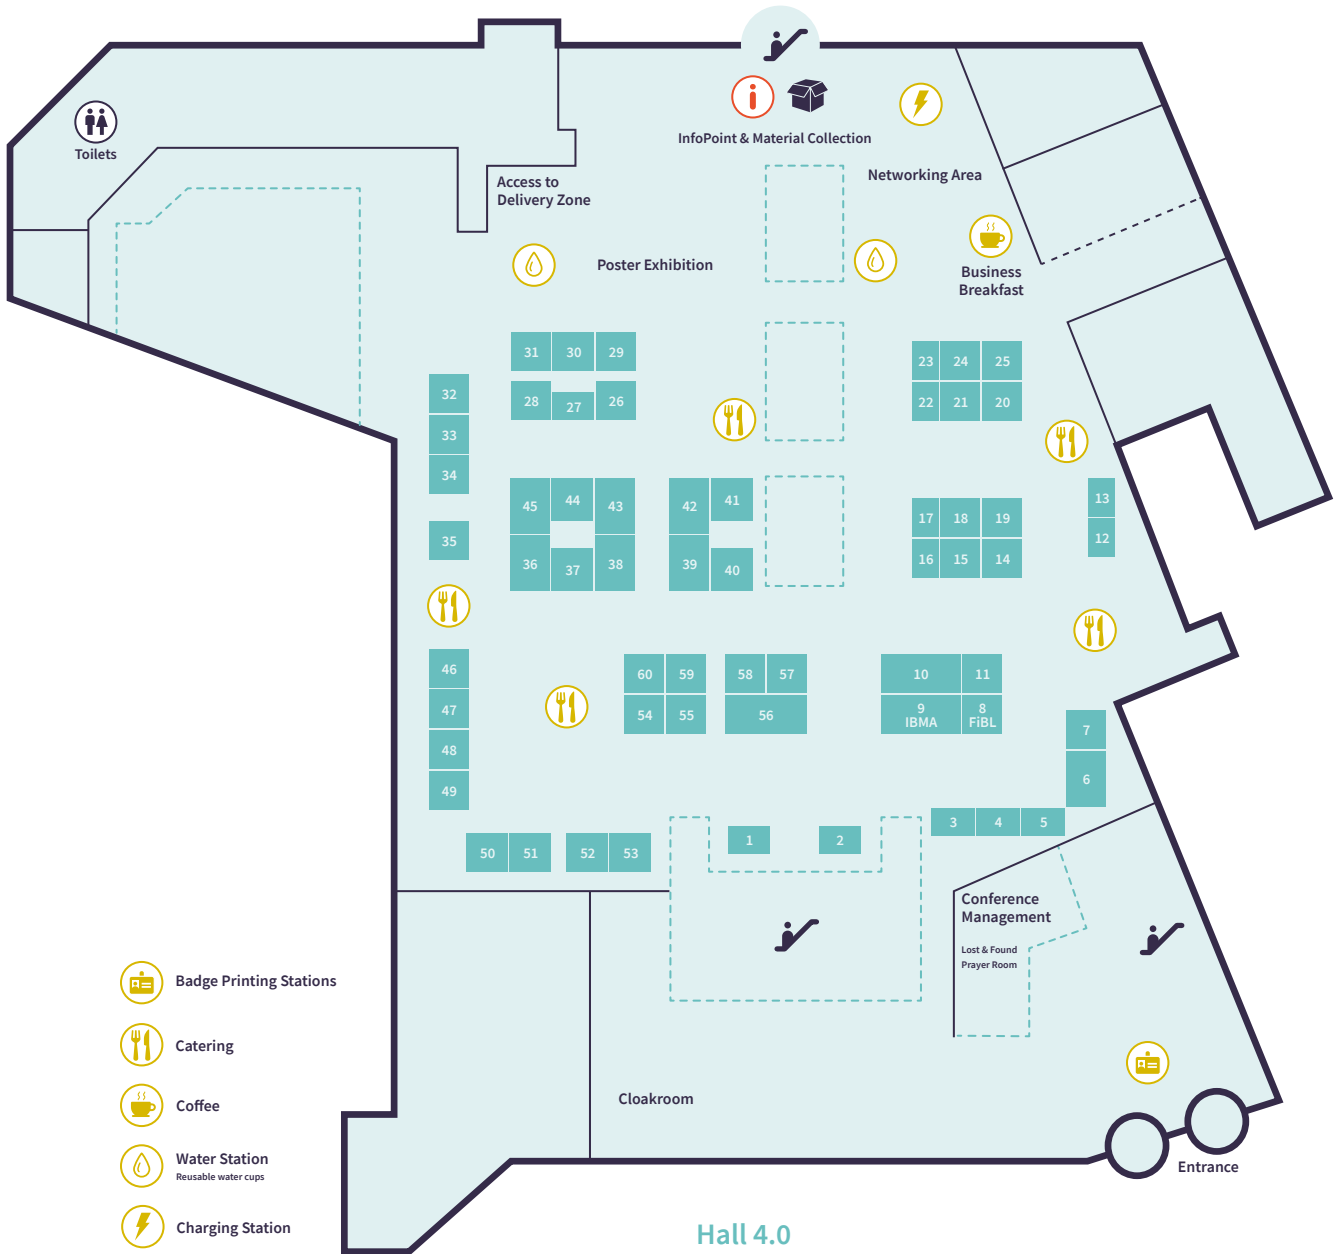 Toilets
InfoPoint & Material Collection
Access to
Delivery Zone
Networking Area
Poster Exhibition
Business
Breakfast
31 30 29
28 27 26
23 24 25
22 21 20
32
33
34
35
45 44 43
36 37 38
42 41
39 40
17 18 19
16 15 14
13
12
46
47
48
49
60 59
54 55
58 57
56
10 11
9
IBMA
8
FiBL
7
6
3 4 5
1 2
50 51 52 53
Conference
Management
Lost & Found
Prayer Room
Badge Printing Stations
Catering
Coffee
Water Station
Reusable water cups
Charging Station
Cloakroom
Entrance
Hall 4.0